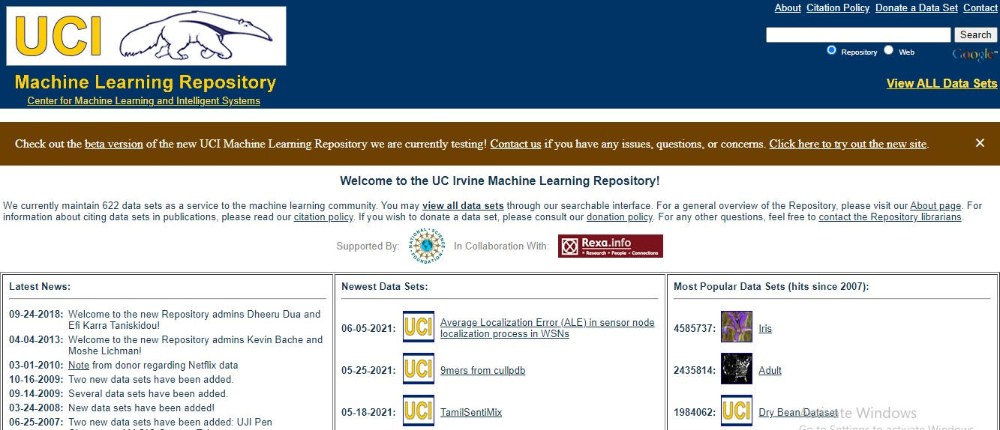 UCI
Machine Learning Repository
Center for Machine Learning and Intelligent Systems
About Citation Policy Donate a Data Set Contact
Search
Repository Web Google™
View ALL Data Sets
Check out the beta version of the new UCI Machine Learning Repository we are currently testing! Contact us if you have any issues, questions, or concerns. Click here to try out the new site. ×
Welcome to the UC Irvine Machine Learning Repository!
We currently maintain 622 data sets as a service to the machine learning community. You may view all data sets through our searchable interface. For a general overview of the Repository, please visit our About page. For
information about citing data sets in publications, please read our citation policy. If you wish to donate a data set, please consult our donation policy. For any other questions, feel free to contact the Repository librarians.
Supported By: NATIONAL SCIENCE FOUNDATION In Collaboration With: Rexa.info
Research • People • Connections
Latest News:
09-24-2018: Welcome to the new Repository admins Dheeru Dua and
Efi Karra Taniskidou!
04-04-2013: Welcome to the new Repository admins Kevin Bache and
Moshe Lichman!
03-01-2010: Note from donor regarding Netflix data
10-16-2009: Two new data sets have been added.
09-14-2009: Several data sets have been added.
03-24-2008: New data sets have been added!
06-25-2007: Two new data sets have been added: UJI Pen
Newest Data Sets:
06-05-2021: UCI Average Localization Error (ALE) in sensor node
localization process in WSNs
05-25-2021: UCI 9mers from cullpdb
05-18-2021: UCI TamilSentiMix
Most Popular Data Sets (hits since 2007):
4585737: Iris
2435814: Adult
1984062: UCI Dry Bean Dataset
Activate Windows
Go to Settings to activate Windows.